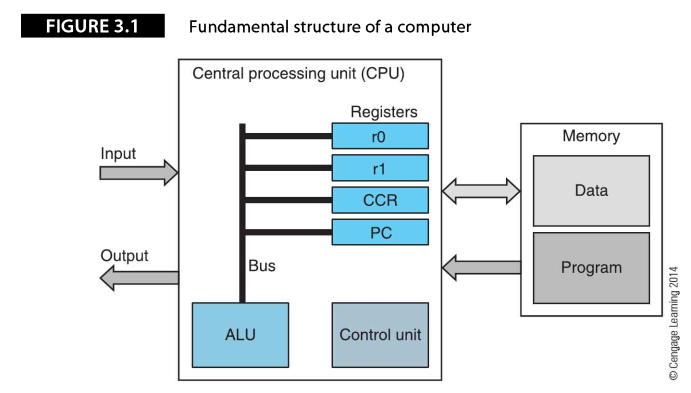 FIGURE 3.1 Fundamental structure of a computer
Central processing unit (CPU)
Registers
r0
r1
CCR
PC
Bus
ALU
Control unit
Input
Output
Memory
Data
Program
© Cengage Learning 2014